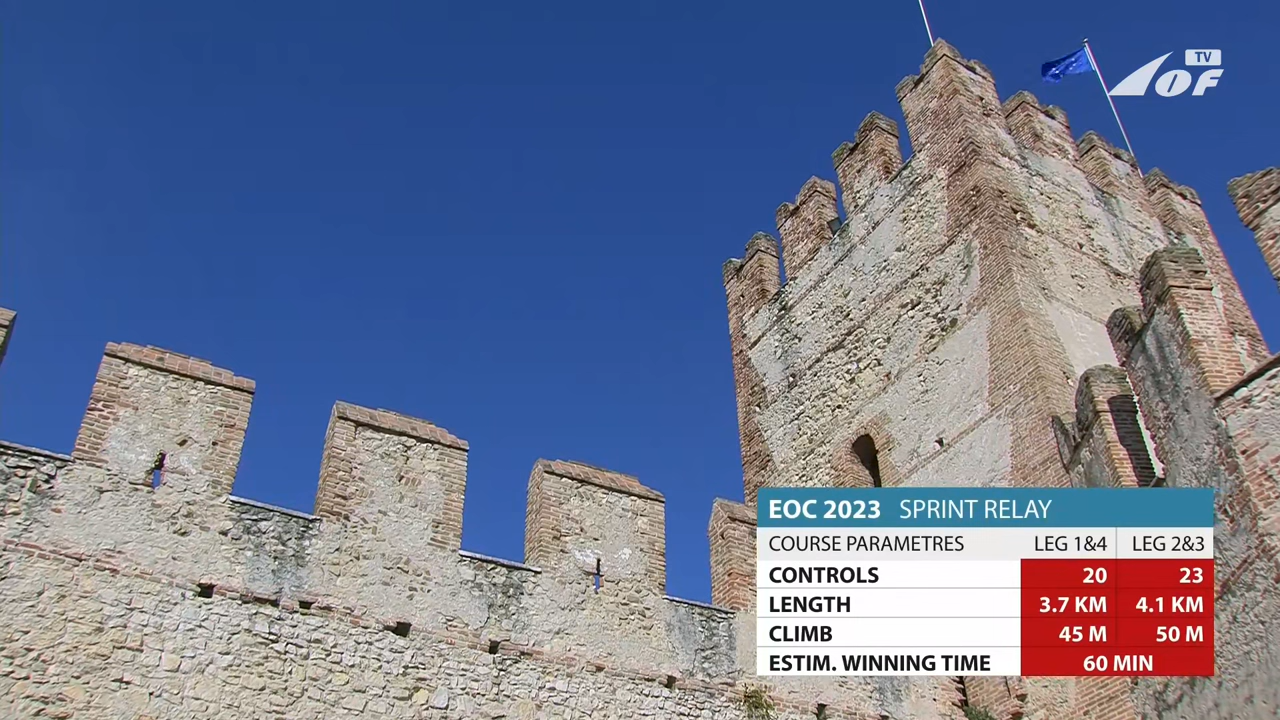 TV
IOF
EOC 2023 SPRINT RELAY
COURSE PARAMETRES LEG 1&4 LEG 2&3
CONTROLS 20 23
LENGTH 3.7 KM 4.1 KM
CLIMB 45 M 50 M
ESTIM. WINNING TIME 60 MIN